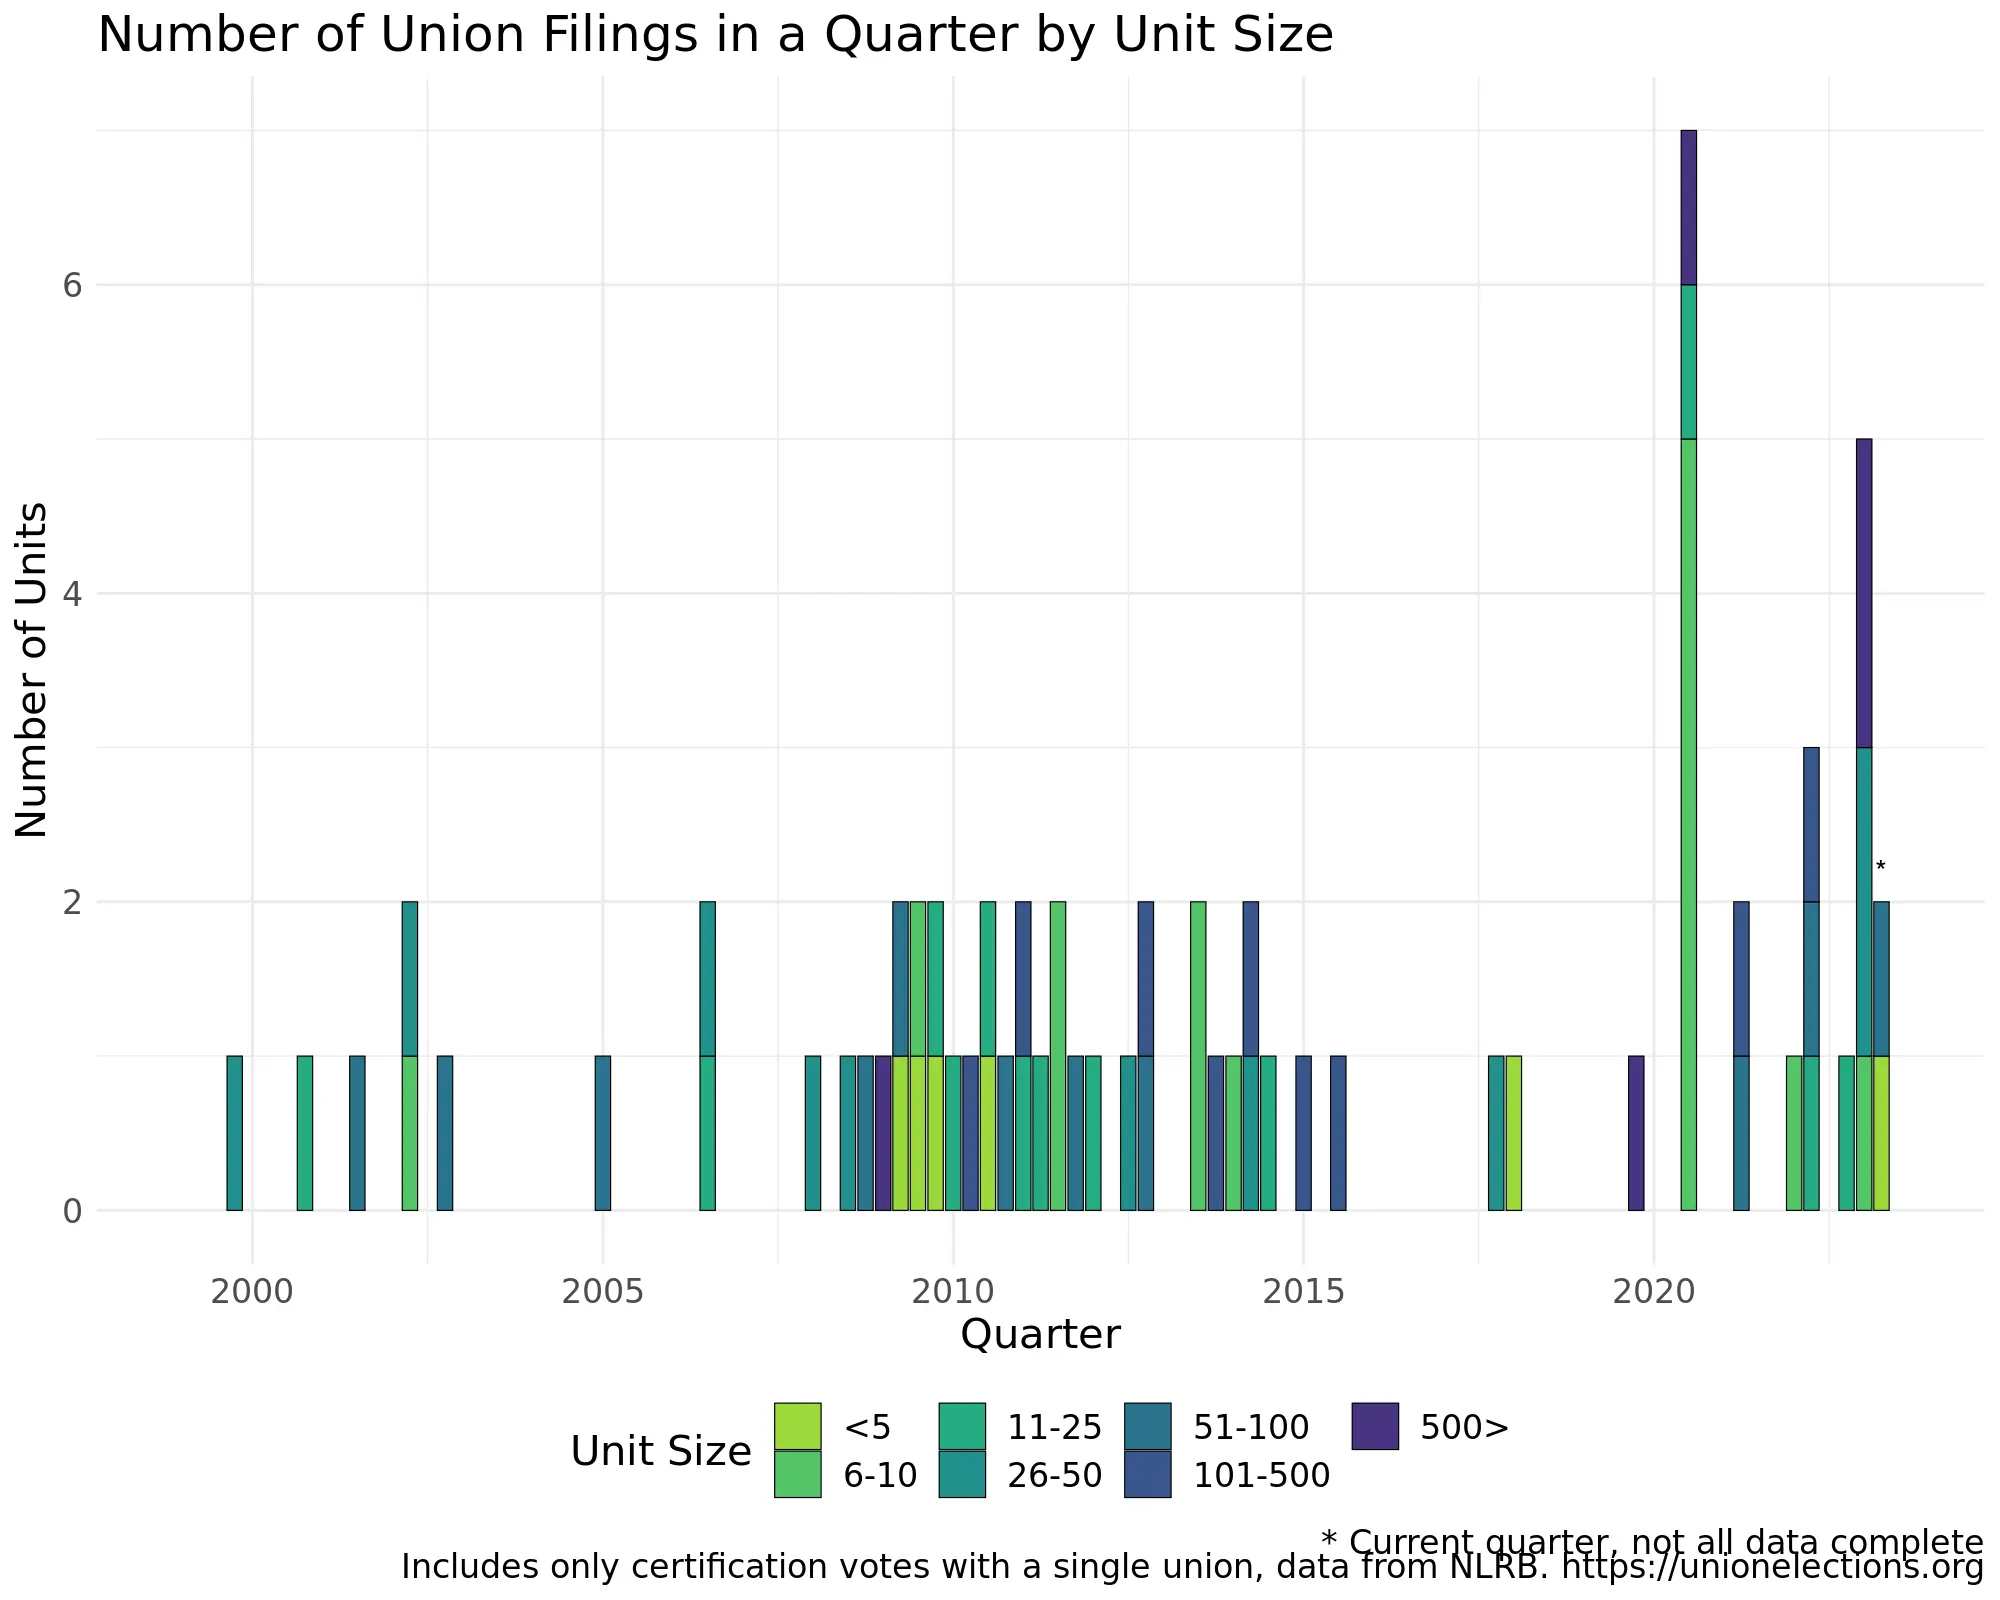 Number of Union Filings in a Quarter by Unit Size
Number of Units
6
4
2
0
*
2000 2005 2010 2015 2020
Quarter
Unit Size
<5 11-25 51-100 500>
6-10 26-50 101-500
* Current quarter, not all data complete
Includes only certification votes with a single union, data from NLRB. https://unionelections.org